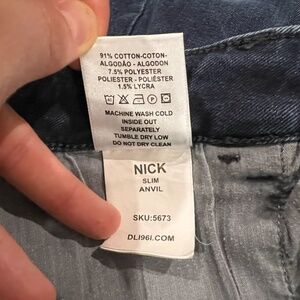 91% COTTON-COTON-
ALGODÃO - ALGODON
7.5% POLYESTER
POLIESTER - POLIÉSTER
1.5% LYCRA
MACHINE WASH COLD
INSIDE OUT
SEPARATELY
TUMBLE DRY LOW
DO NOT DRY CLEAN
NICK
SLIM
ANVIL
SKU:5673
DL1961.COM